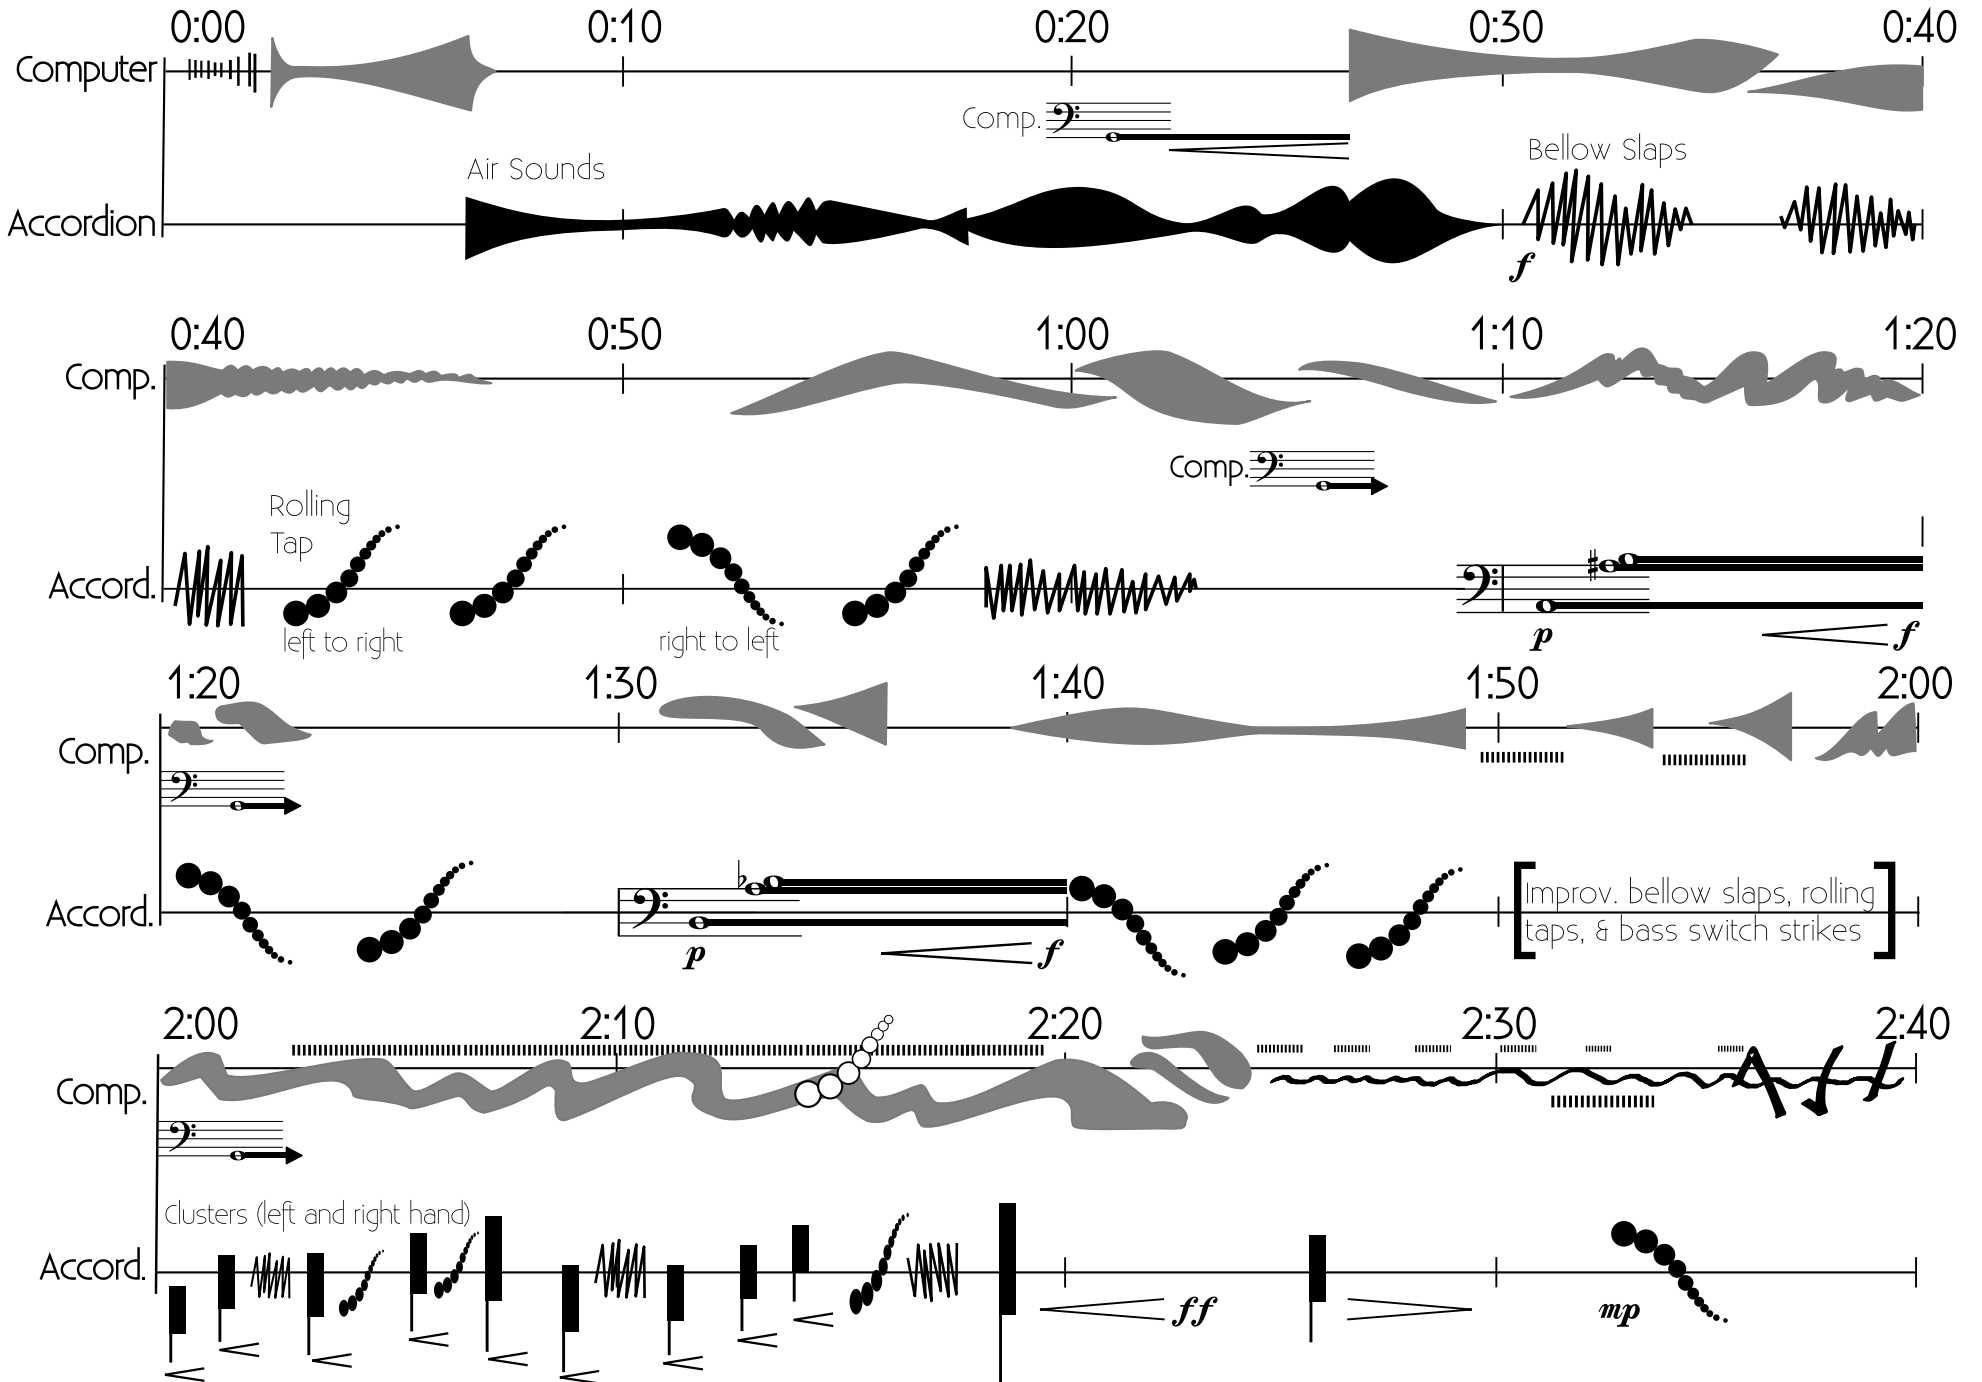 0:00 0:10 0:20 0:30 0:40
Computer
Comp.
Bellow Slaps
Air Sounds
Accordion
f
0:40 0:50 1:00 1:10 1:20
Comp.
Comp.
Rolling
Tap
Accord.
left to right right to left p f
1:20 1:30 1:40 1:50 2:00
Comp.
Improv. bellow slaps, rolling
Accord.
taps, & bass switch strikes
p f
2:00 2:10 2:20 2:30 2:40
Comp.
Clusters (left and right hand)
Accord.
ff mp